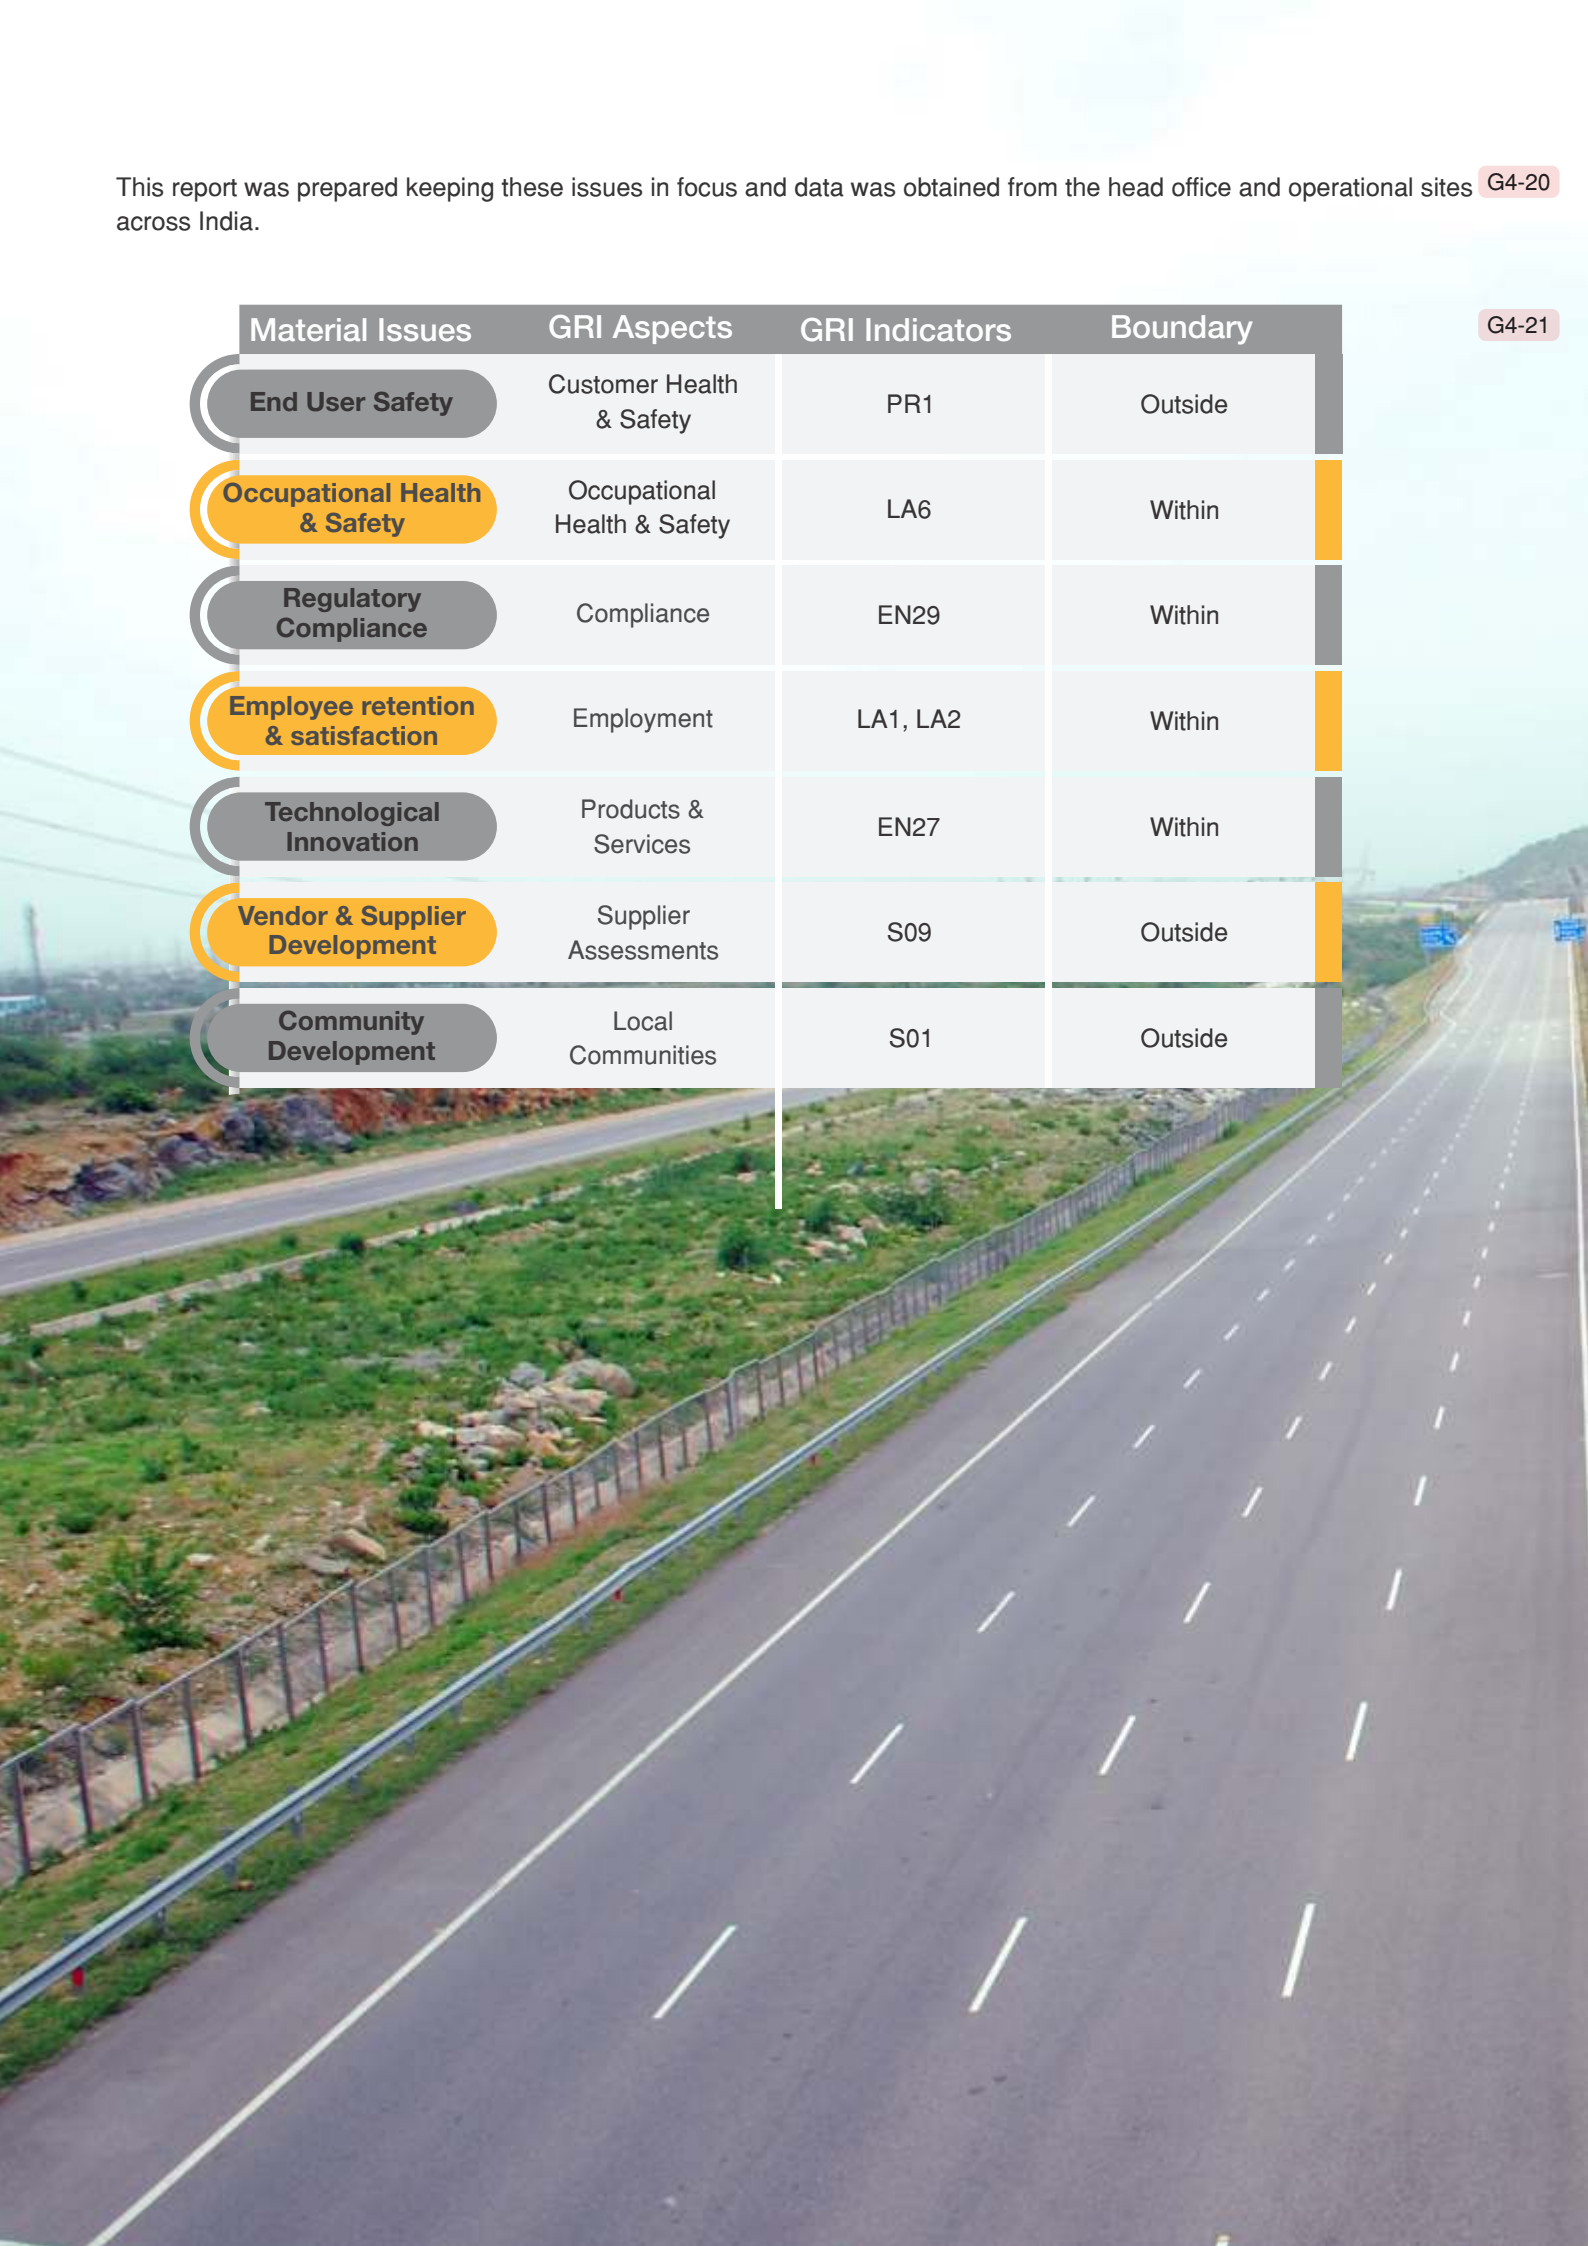 This report was prepared keeping these issues in focus and data was obtained from the head office and operational sites G4-20
across India.
Material Issues GRI Aspects GRI Indicators Boundary G4-21
End User Safety
Customer Health
& Safety
PR1
Outside
Occupational Health
& Safety
Occupational
Health & Safety
LA6
Within
Regulatory
Compliance
Compliance
EN29
Within
Employee retention
& satisfaction
Employment
LA1, LA2
Within
Technological
Innovation
Products &
Services
EN27
Within
Vendor & Supplier
Development
Supplier
Assessments
S09
Outside
Community
Development
Local
Communities
S01
Outside